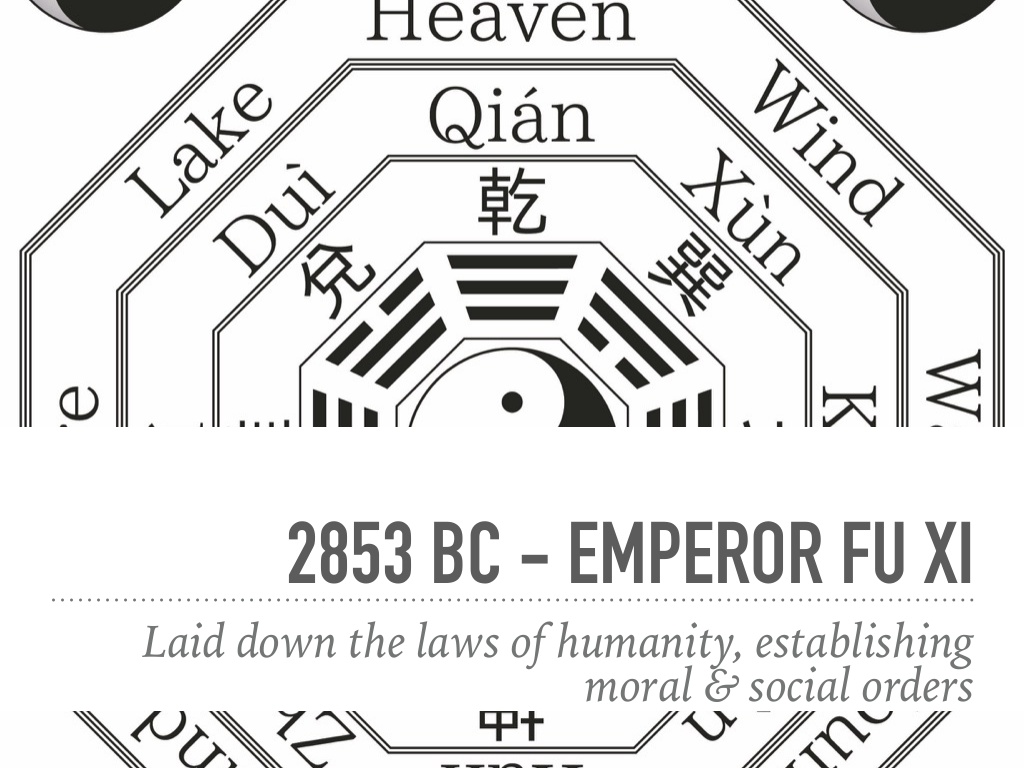 Heaven
Lake
Wind
Qián
Duì
Xùn
乾
兌
巽
2853 BC - EMPEROR FU XI
Laid down the laws of humanity, establishing
moral & social orders